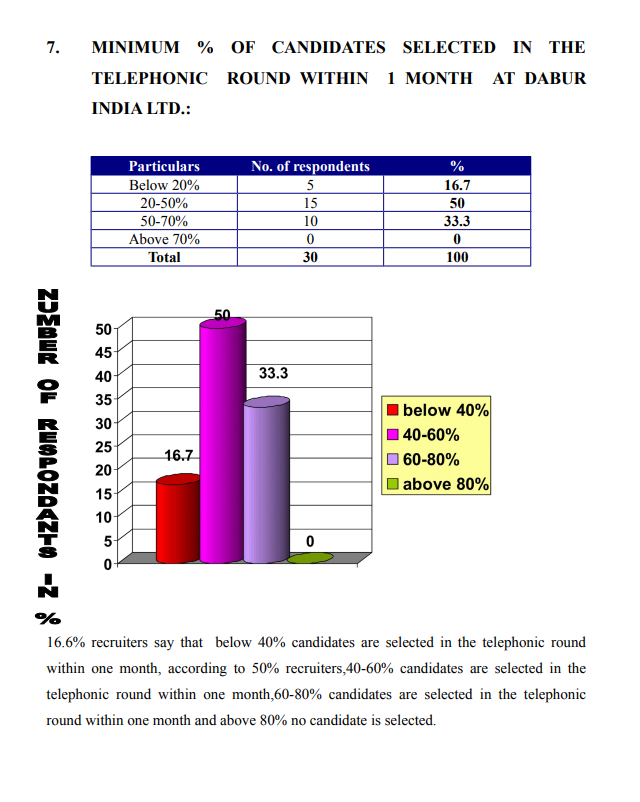 7. MINIMUM % OF CANDIDATES SELECTED IN THE
TELEPHONIC ROUND WITHIN 1 MONTH AT DABUR
INDIA LTD.:
Particulars No. of respondents %
Below 20% 5 16.7
20-50% 15 50
50-70% 10 33.3
Above 70% 0 0
Total 30 100
NUMBER OF RESPONDANTS IN %
50
45
40
35
30
25
20
15
10
5
0
16.7
50
33.3
0
below 40%
40-60%
60-80%
above 80%
16.6% recruiters say that below 40% candidates are selected in the telephonic round
within one month, according to 50% recruiters,40-60% candidates are selected in the
telephonic round within one month,60-80% candidates are selected in the telephonic
round within one month and above 80% no candidate is selected.